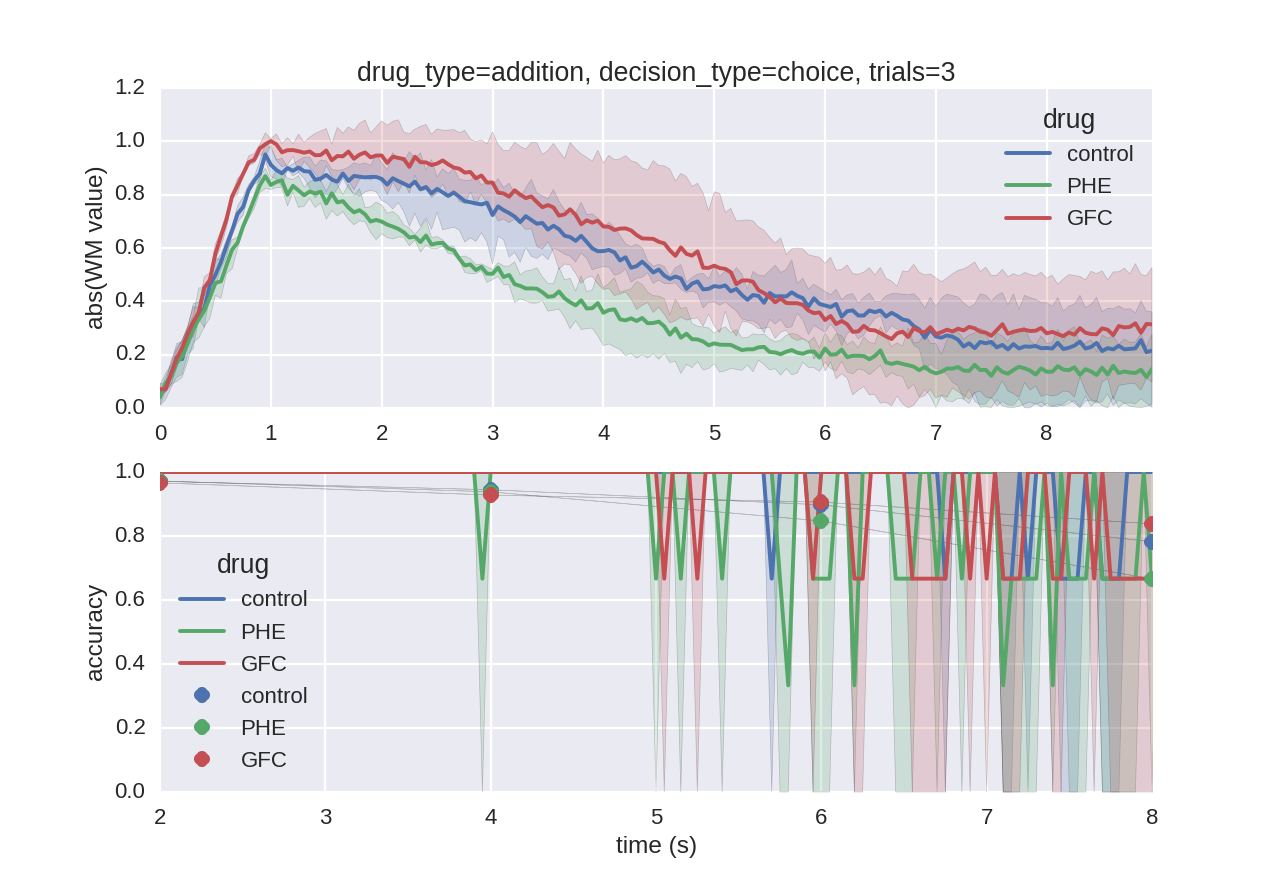 drug_type=addition, decision_type=choice, trials=3
1.2
1.0
0.8
0.6
0.4
0.2
0.0
abs(WM value)
drug
control
PHE
GFC
0 1 2 3 4 5 6 7 8
1.0
0.8
0.6
0.4
0.2
0.0
accuracy
drug
control
PHE
GFC
control
PHE
GFC
2 3 4 5 6 7 8
time (s)